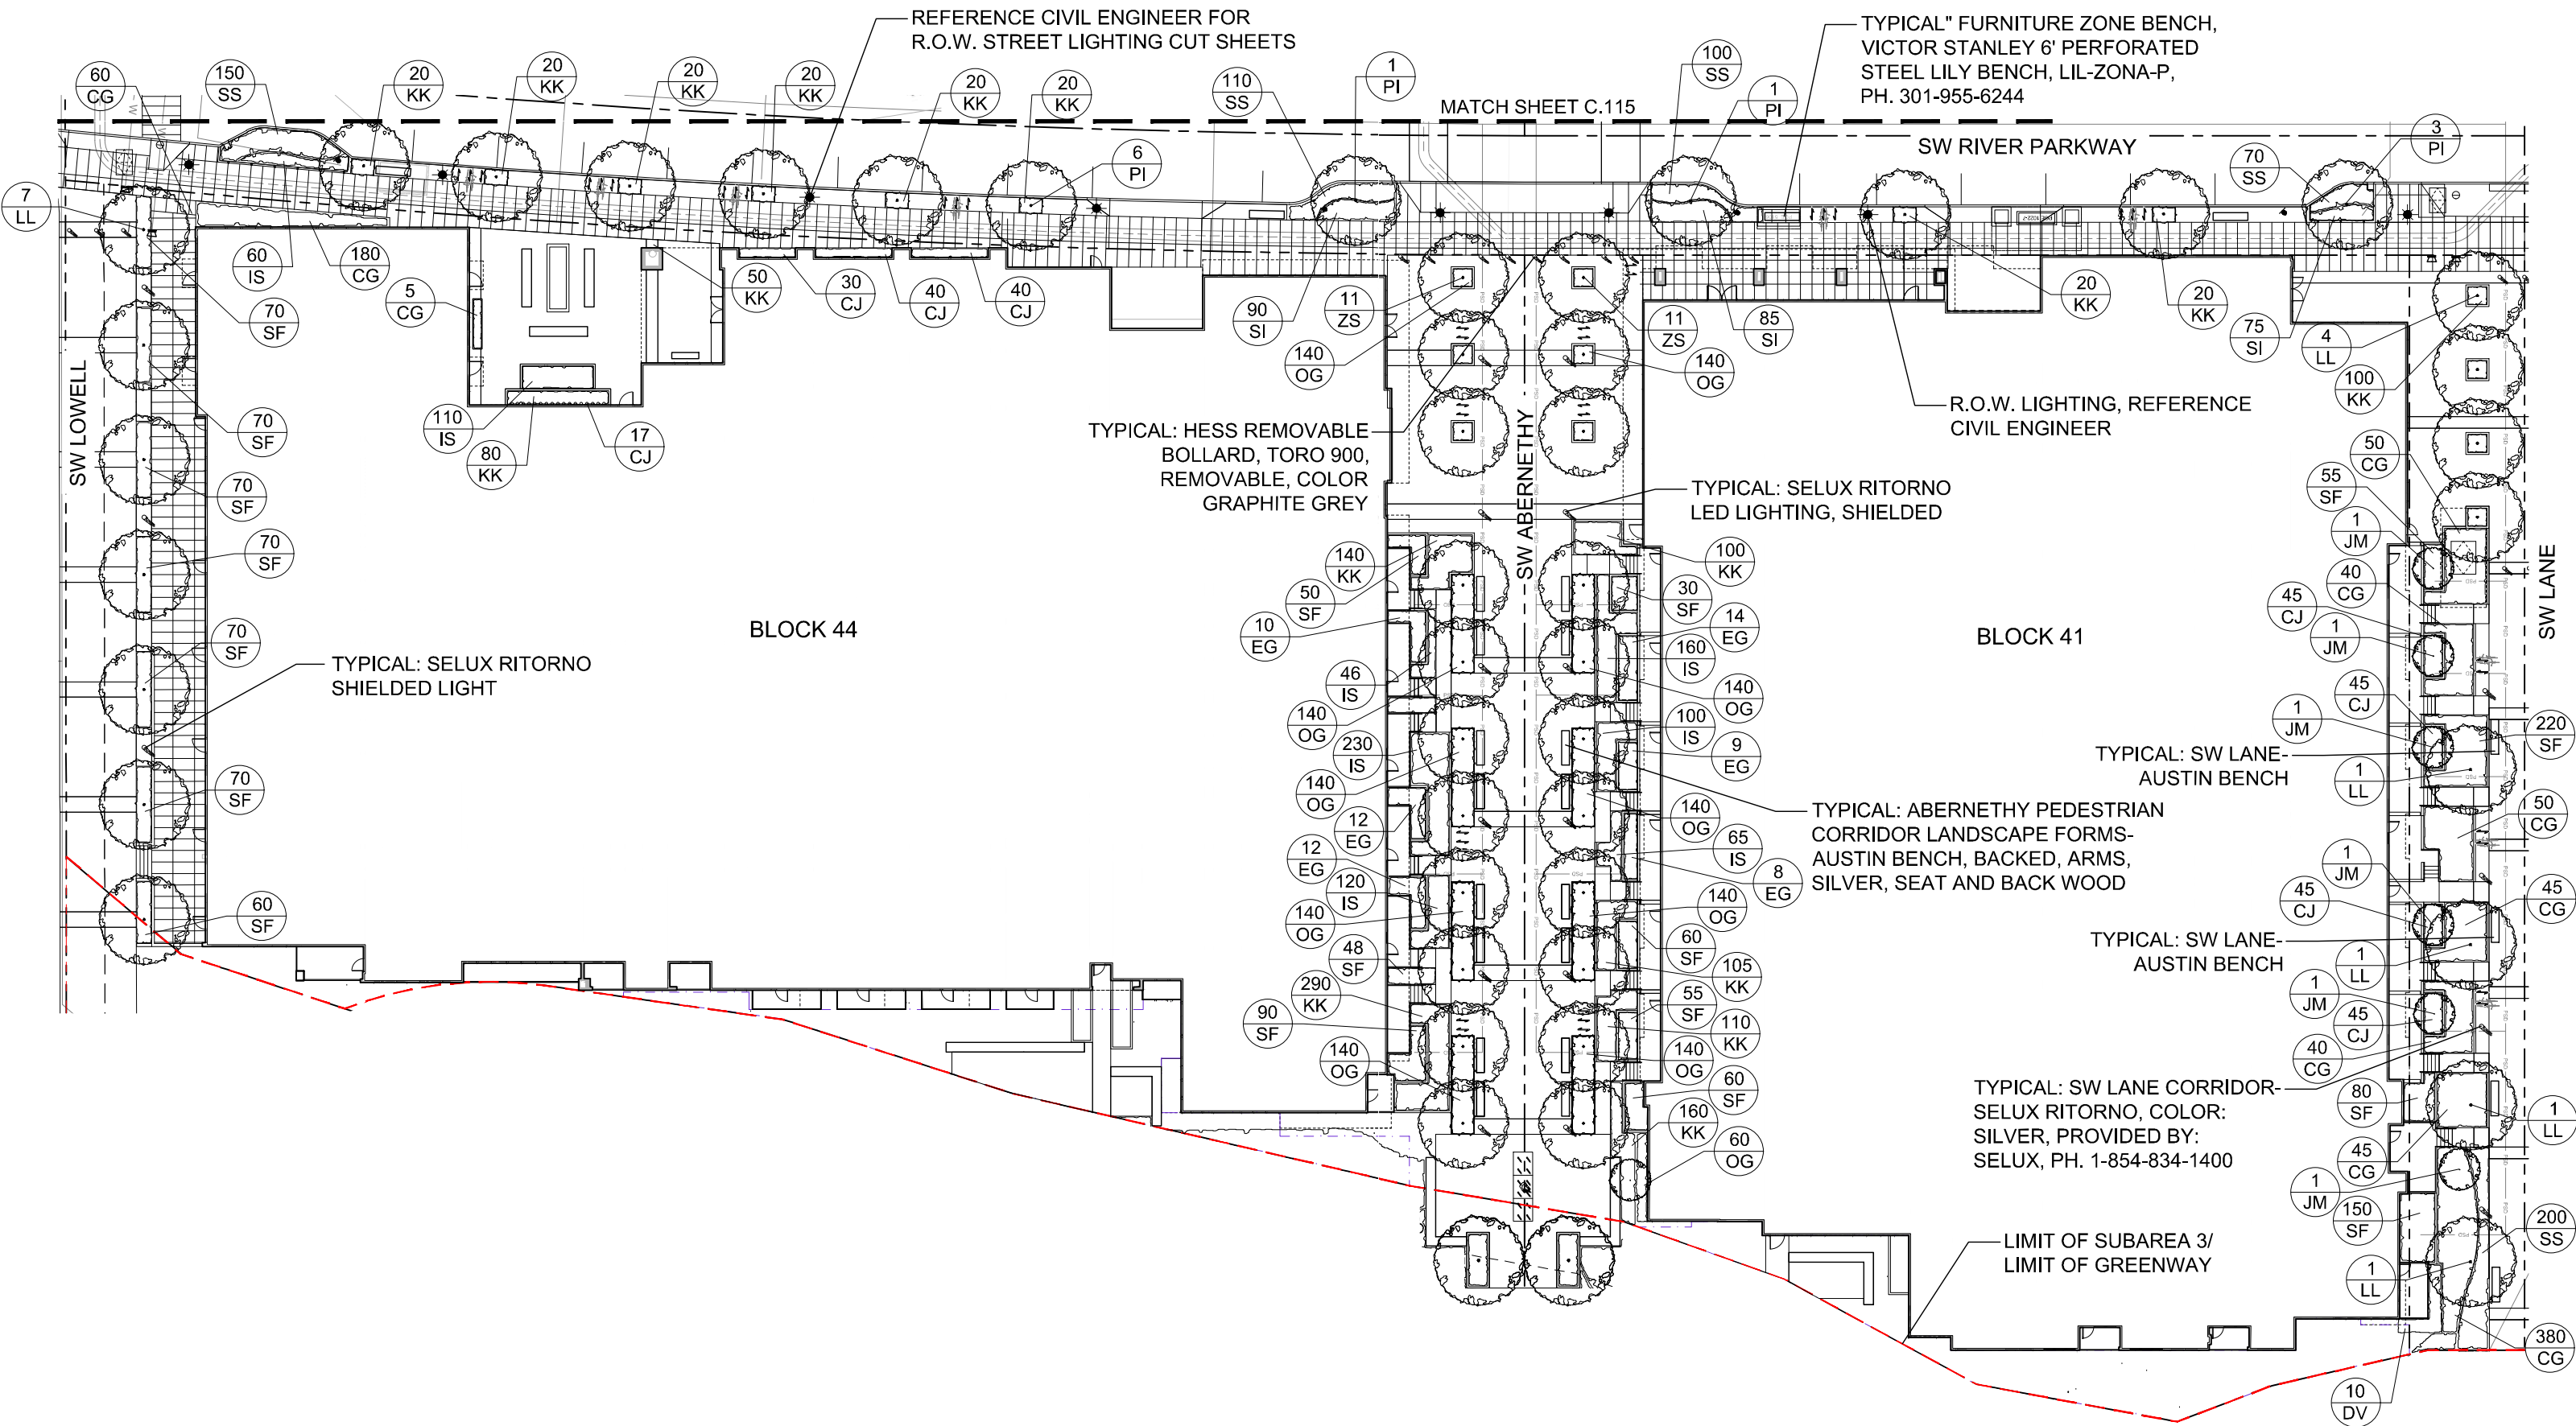 REFERENCE CIVIL ENGINEER FOR
R.O.W. STREET LIGHTING CUT SHEETS
TYPICAL" FURNITURE ZONE BENCH,
VICTOR STANLEY 6' PERFORATED
STEEL LILY BENCH, LIL-ZONA-P,
PH. 301-955-6244
MATCH SHEET C.115
SW RIVER PARKWAY
60
CG
150
SS
20
KK
20
KK
20
KK
20
KK
20
KK
20
KK
110
SS
1
PI
100
SS
1
PI
3
PI
70
SS
6
PI
7
LL
60
IS
180
CG
5
CG
50
KK
30
CJ
40
CJ
40
CJ
90
SI
11
ZS
11
ZS
85
SI
20
KK
20
KK
75
SI
4
LL
100
KK
70
SF
70
SF
70
SF
70
SF
70
SF
70
SF
60
SF
SW LOWELL
110
IS
80
KK
17
CJ
140
OG
140
OG
TYPICAL: HESS REMOVABLE
BOLLARD, TORO 900,
REMOVABLE, COLOR
GRAPHITE GREY
SW ABERNETHY
R.O.W. LIGHTING, REFERENCE
CIVIL ENGINEER
TYPICAL: SELUX RITORNO
LED LIGHTING, SHIELDED
BLOCK 44
BLOCK 41
TYPICAL: SELUX RITORNO
SHIELDED LIGHT
140
KK
50
SF
10
EG
46
IS
140
OG
230
IS
140
OG
12
EG
12
EG
120
IS
140
OG
48
SF
290
KK
90
SF
140
OG
100
KK
30
SF
14
EG
160
IS
140
OG
100
IS
9
EG
140
OG
65
IS
8
EG
140
OG
60
SF
105
KK
55
SF
110
KK
140
OG
60
SF
160
KK
60
OG
TYPICAL: ABERNETHY PEDESTRIAN
CORRIDOR LANDSCAPE FORMS-
AUSTIN BENCH, BACKED, ARMS,
SILVER, SEAT AND BACK WOOD
50
CG
55
SF
1
JM
40
CG
45
CJ
1
JM
45
CJ
1
JM
220
SF
TYPICAL: SW LANE-
AUSTIN BENCH
1
LL
50
CG
1
JM
45
CJ
45
CG
TYPICAL: SW LANE-
AUSTIN BENCH
1
LL
1
JM
45
CJ
40
CG
TYPICAL: SW LANE CORRIDOR-
SELUX RITORNO, COLOR:
SILVER, PROVIDED BY:
SELUX, PH. 1-854-834-1400
80
SF
1
LL
45
CG
1
JM
150
SF
200
SS
1
LL
380
CG
10
DV
SW LANE
LIMIT OF SUBAREA 3/
LIMIT OF GREENWAY